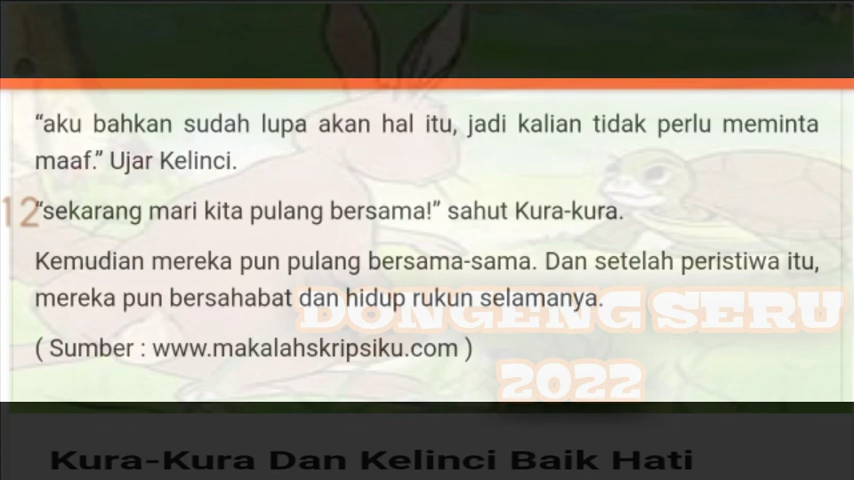 “aku bahkan sudah lupa akan hal itu, jadi kalian tidak perlu meminta
maaf.” Ujar Kelinci.
12
“sekarang mari kita pulang bersama!” sahut Kura-kura.
Kemudian mereka pun pulang bersama-sama. Dan setelah peristiwa itu,
mereka pun bersahabat dan hidup rukun selamanya.
DONGENG SERU
( Sumber : www.makalahskripsiku.com )
2022
Kura-Kura Dan Kelinci Baik Hati